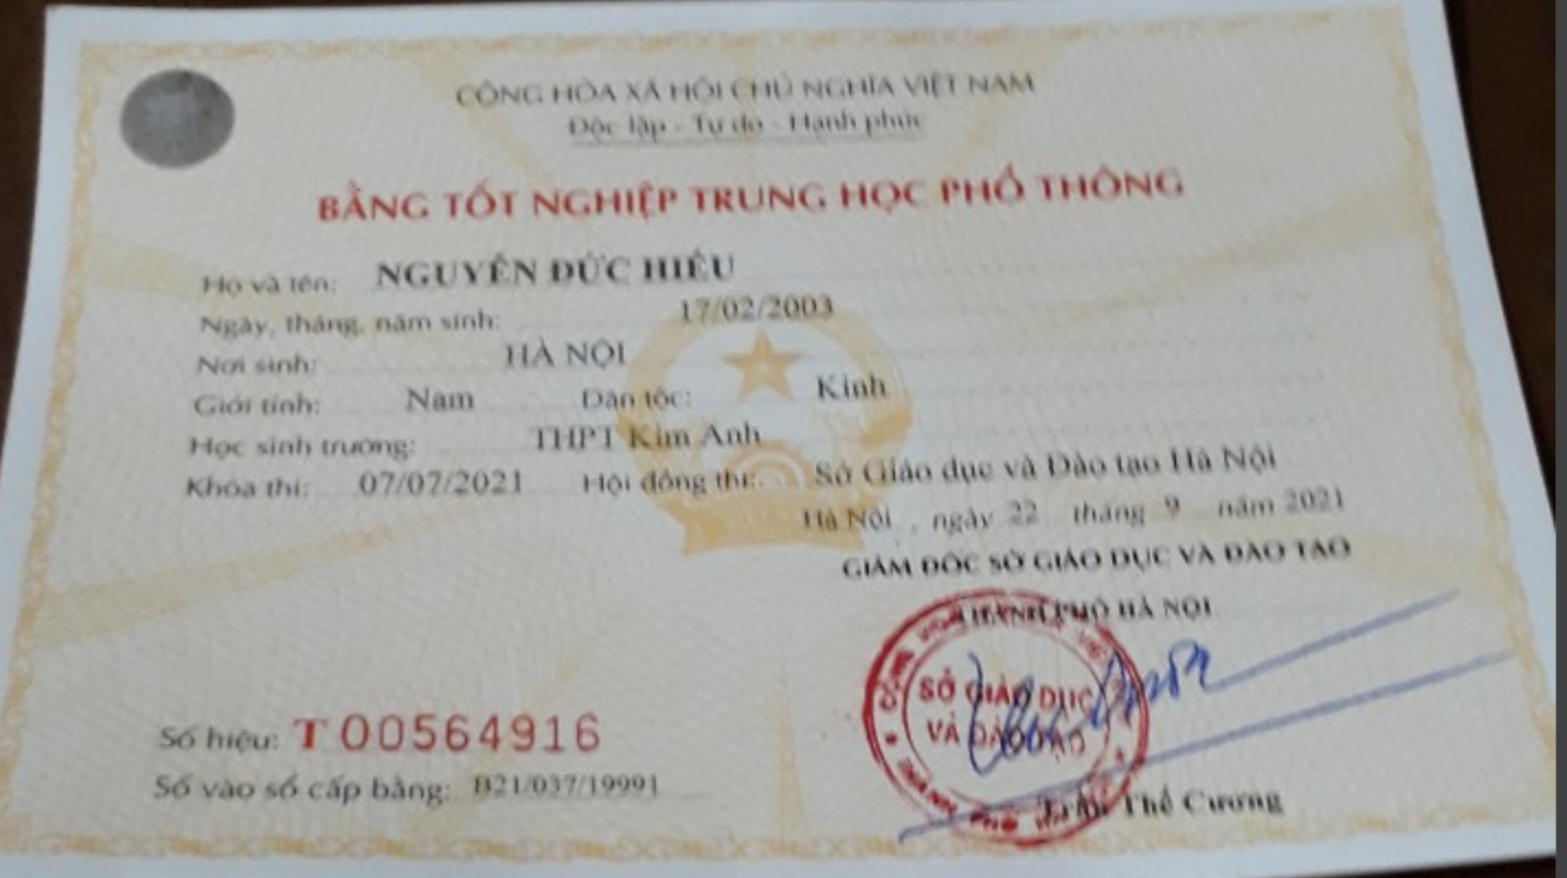 CÔNG HÒA XÃ HỘI CHỦ NGHĨA VIỆT NAM
Độc lập - Tự do - Hạnh phúc
BẰNG TỐT NGHIỆP TRUNG HỌC PHỔ THÔNG
Họ và tên: NGUYỄN ĐỨC HIẾU
Ngày, tháng, năm sinh: 17/02/2003
Nơi sinh: HÀ NỘI
Giới tính: Nam Dân tộc: Kinh
Học sinh trường: THPT Kim Anh
Khóa thi: 07/07/2021 Hội đồng thi: Sở Giáo dục và Đào tạo Hà Nội
Hà Nội , ngày 22 tháng 9 năm 2021
GIÁM ĐỐC SỞ GIÁO DỤC VÀ ĐÀO TẠO
THÀNH PHỐ HÀ NỘI
SỞ GIÁO DỤC
VÀ ĐÀO TẠO
Số hiệu: T 00564916
Số vào sổ cấp bằng: B21/037/19991
Trần Thế Cương